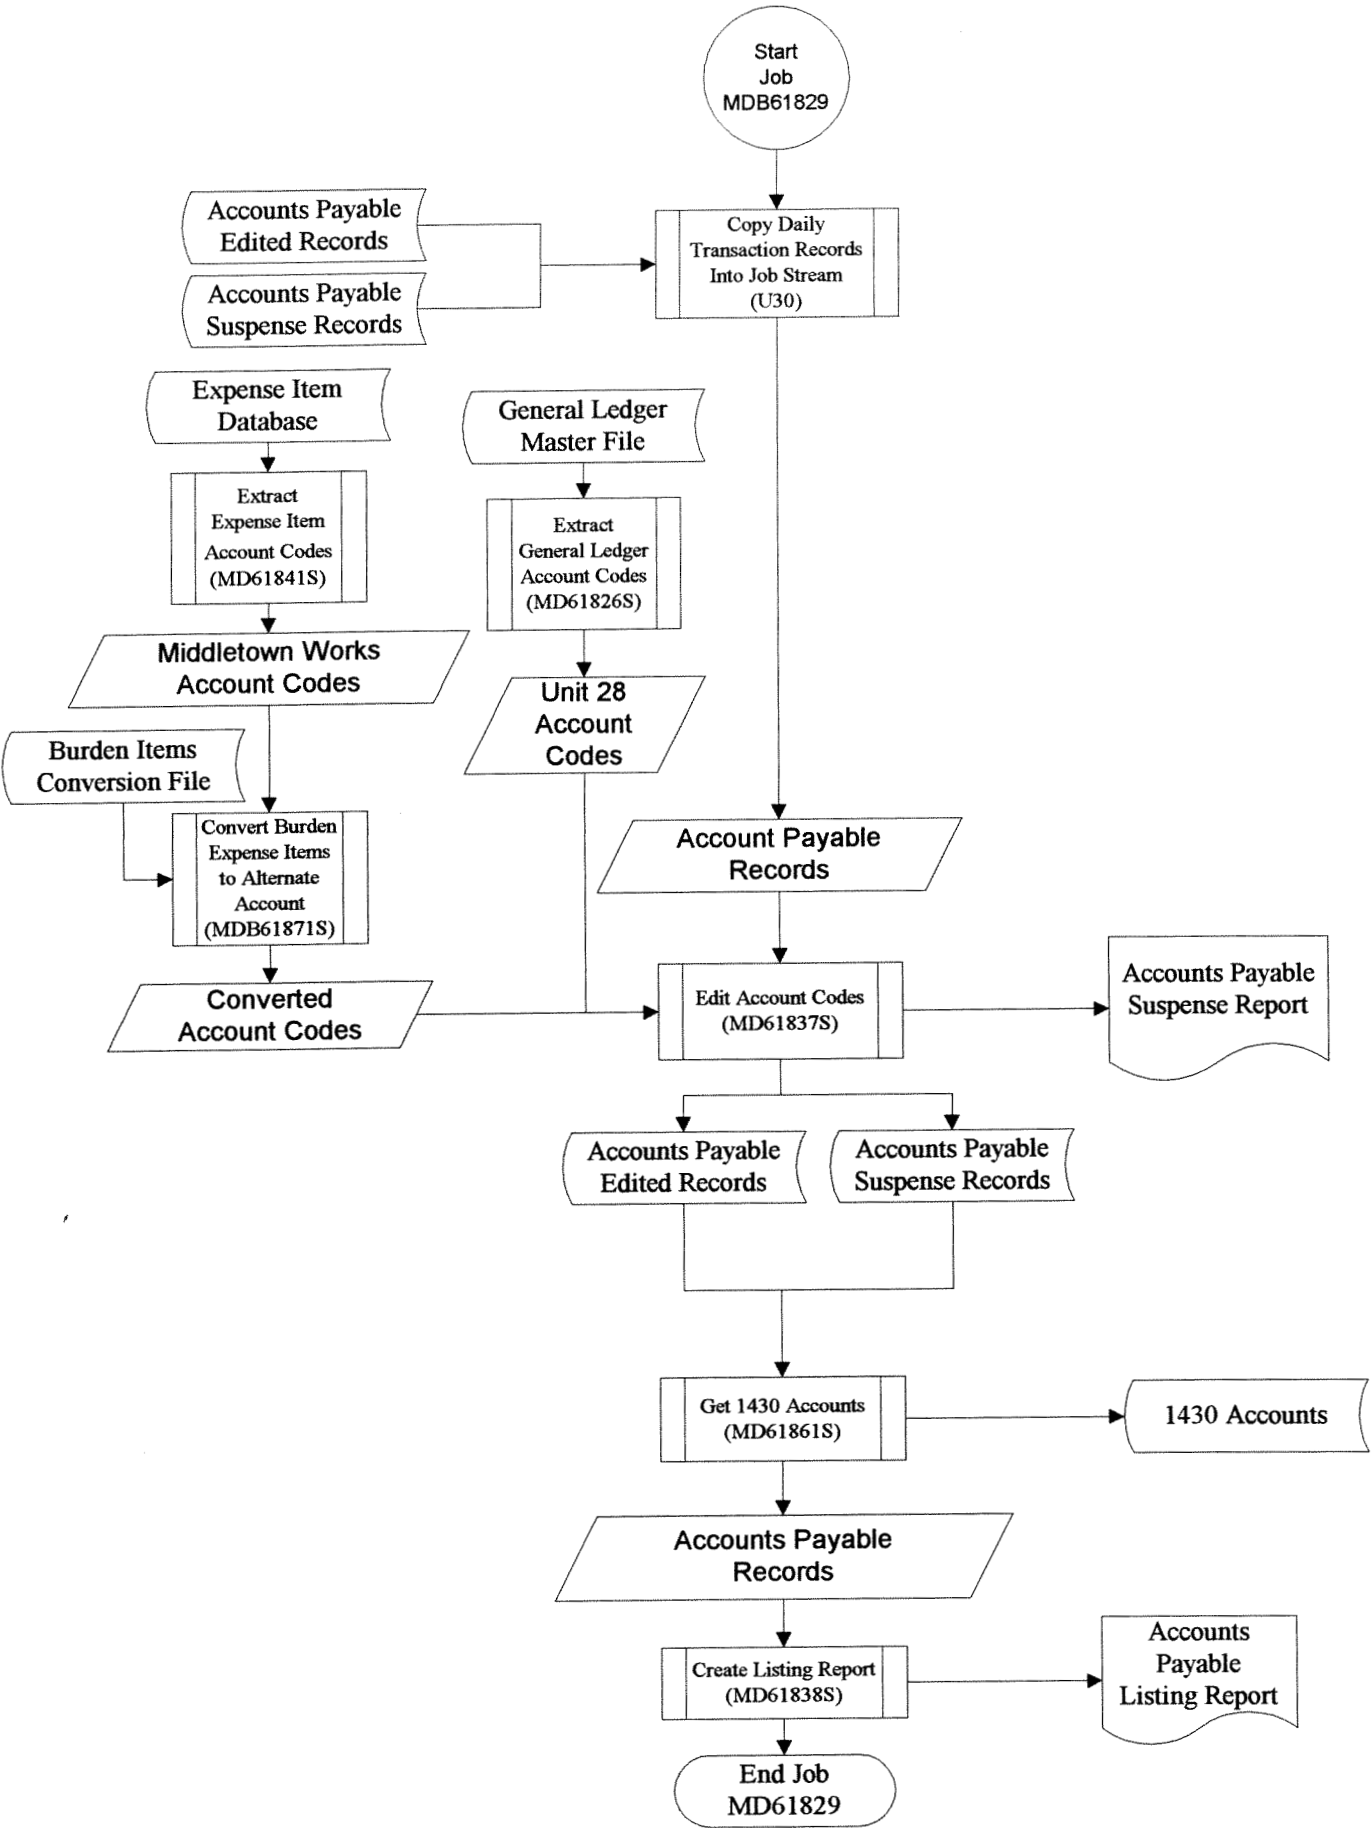 Start
Job
MDB61829
Accounts Payable
Edited Records
Copy Daily
Transaction Records
Into Job Stream
(U30)
Accounts Payable
Suspense Records
Expense Item
Database
General Ledger
Master File
Extract
Expense Item
Account Codes
(MD61841S)
Extract
General Ledger
Account Codes
(MD61826S)
Middletown Works
Account Codes
Unit 28
Account
Codes
Burden Items
Conversion File
Convert Burden
Expense Items
to Alternate
Account
(MDB61871S)
Account Payable
Records
Converted
Account Codes
Edit Account Codes
(MD61837S)
Accounts Payable
Suspense Report
Accounts Payable
Edited Records
Accounts Payable
Suspense Records
Get 1430 Accounts
(MD61861S)
1430 Accounts
Accounts Payable
Records
Create Listing Report
(MD61838S)
Accounts
Payable
Listing Report
End Job
MD61829